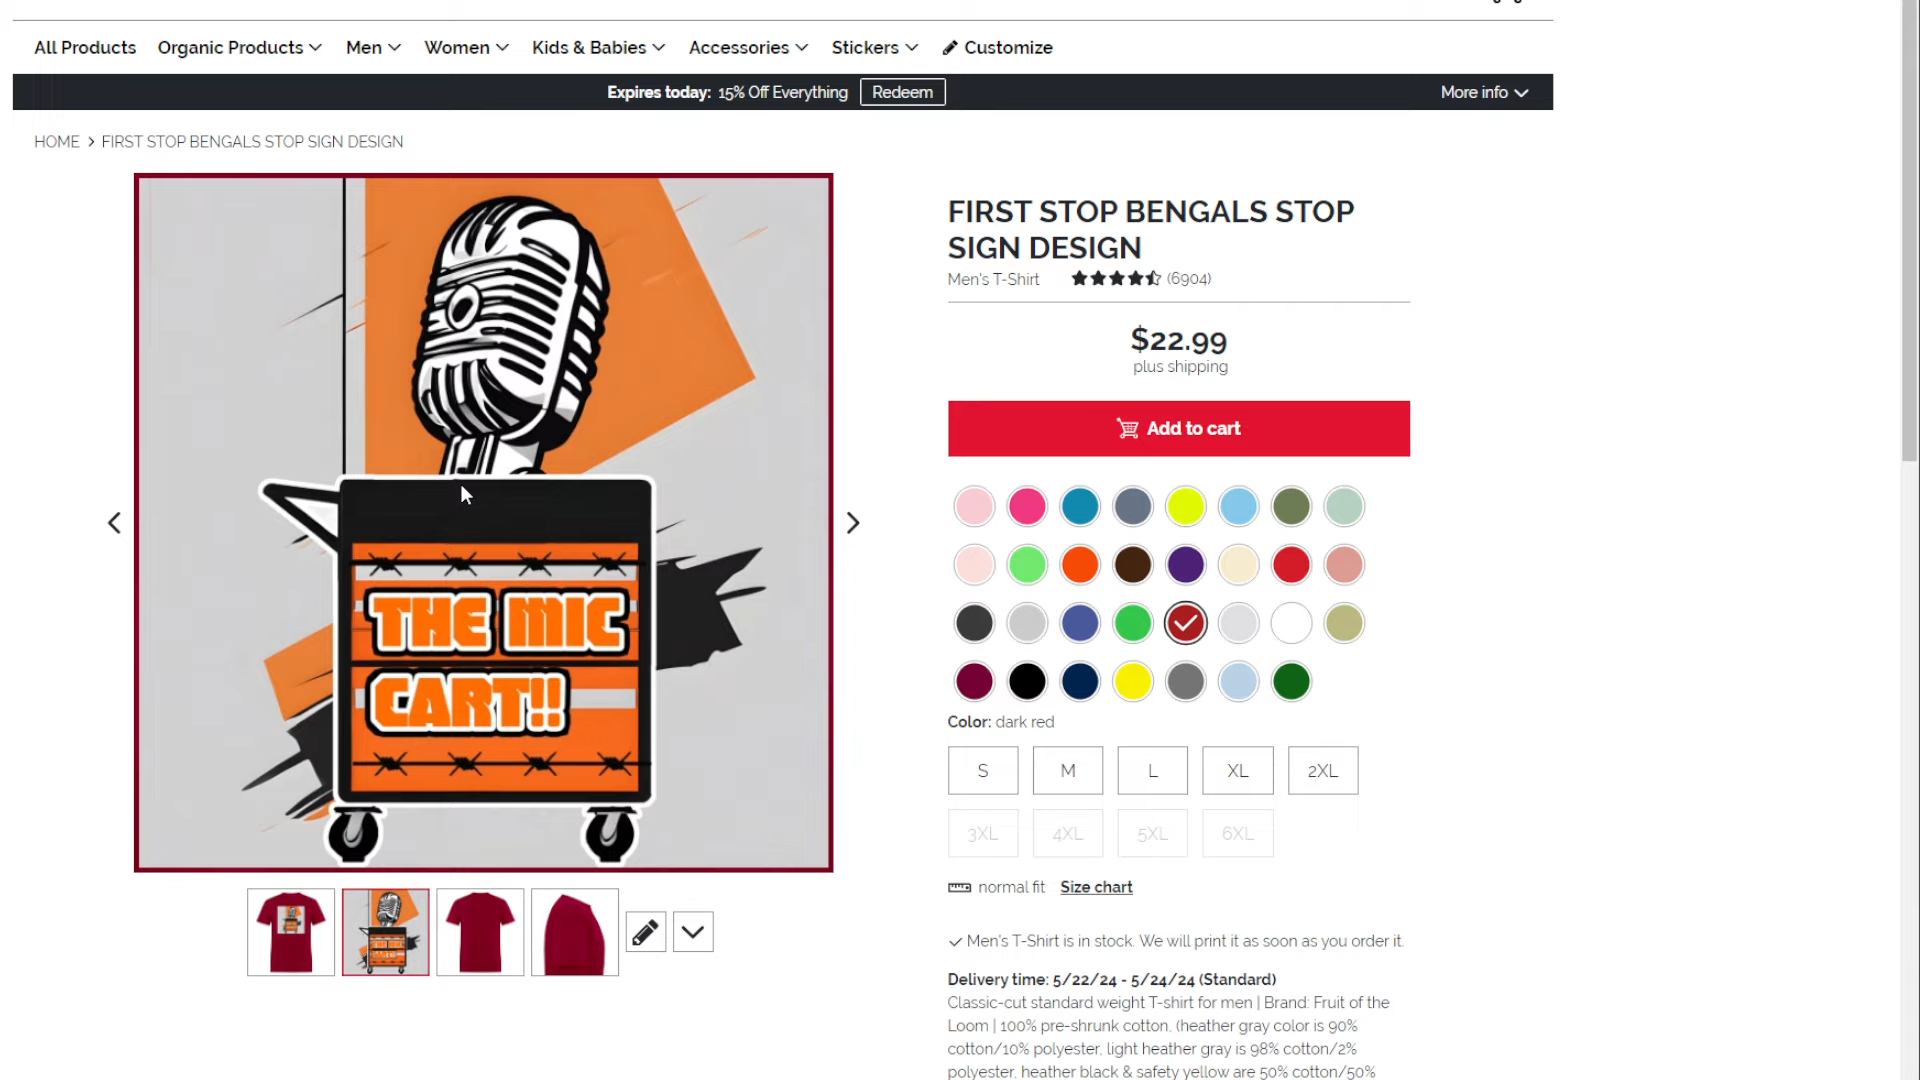 All Products Organic Products Men Women Kids & Babies Accessories Stickers Customize
Expires today: 15% Off Everything Redeem More info
HOME > FIRST STOP BENGALS STOP SIGN DESIGN
THE MIC
CART!!
FIRST STOP BENGALS STOP
SIGN DESIGN
Men's T-Shirt (6904)
$22.99
plus shipping
Add to cart
Color: dark red
S M L XL 2XL
3XL 4XL 5XL 6XL
normal fit Size chart
Men's T-Shirt is in stock. We will print it as soon as you order it.
Delivery time: 5/22/24 - 5/24/24 (Standard)
Classic-cut standard weight T-shirt for men | Brand: Fruit of the
Loom | 100% pre-shrunk cotton, (heather gray color is 90%
cotton/10% polyester, light heather gray is 98% cotton/2%
polyester, heather black & safety yellow are 50% cotton/50%